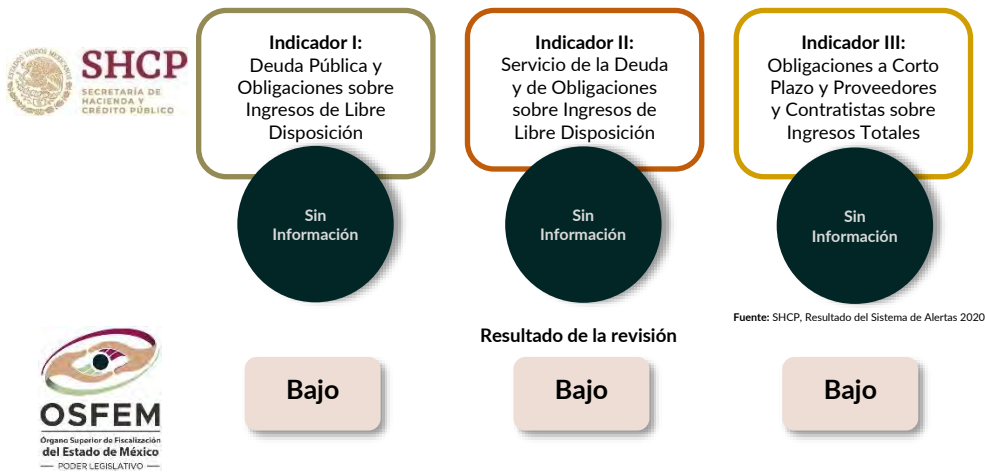 SHCP
SECRETARÍA DE
HACIENDA Y
CRÉDITO PÚBLICO
Indicador I:
Deuda Pública y
Obligaciones sobre
Ingresos de Libre
Disposición
Indicador II:
Servicio de la Deuda
y de Obligaciones
sobre Ingresos de
Libre Disposición
Indicador III:
Obligaciones a Corto
Plazo y Proveedores
y Contratistas sobre
Ingresos Totales
Sin
Información
Sin
Información
Sin
Información
Fuente: SHCP, Resultado del Sistema de Alertas 2020
Resultado de la revisión
OSFEM
Órgano Superior de Fiscalización
del Estado de México
PODER LEGISLATIVO
Bajo
Bajo
Bajo